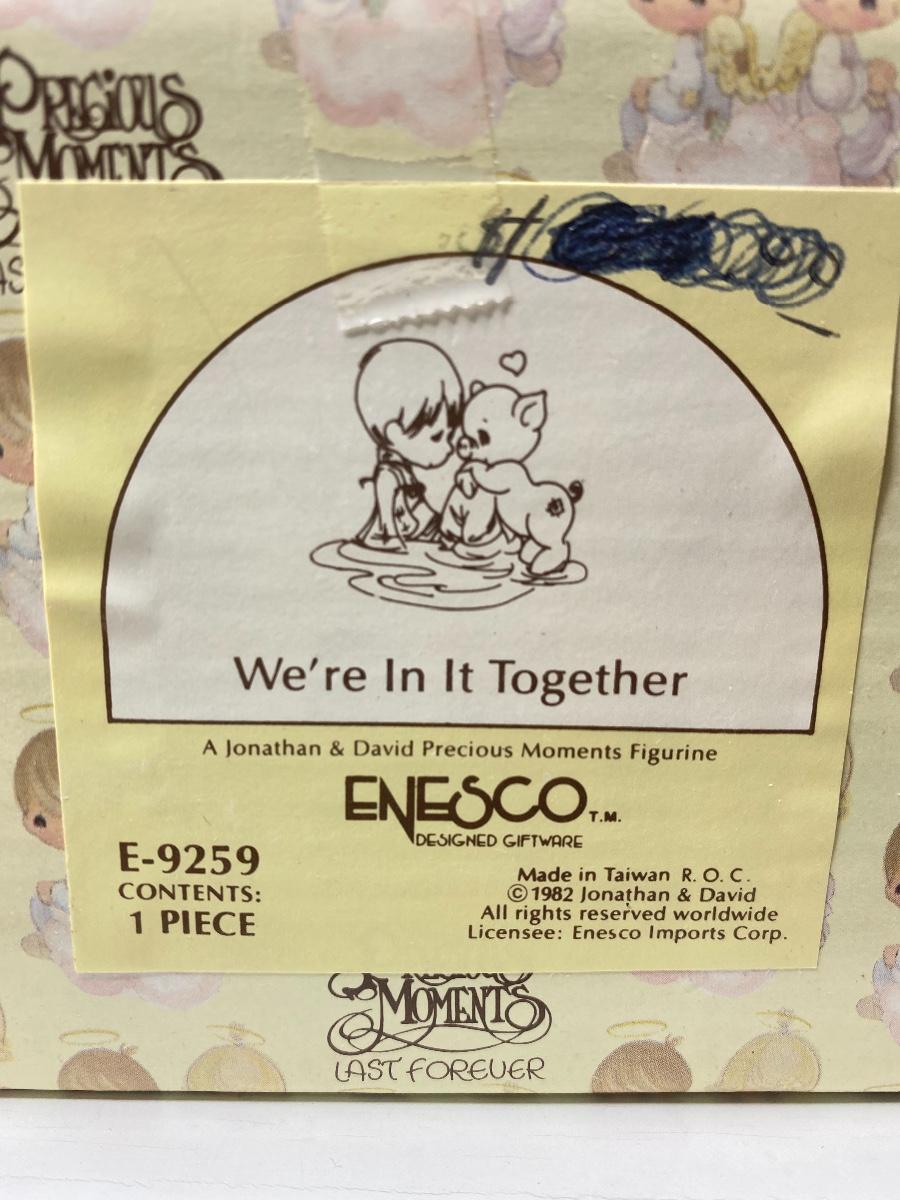 PRECIOUS
MOMENTS
We're In It Together
A Jonathan & David Precious Moments Figurine
ENESCO T.M.
DESIGNED GIFTWARE
E-9259
CONTENTS:
1 PIECE
Made in Taiwan R. O. C.
© 1982 Jonathan & David
All rights reserved worldwide
Licensee: Enesco Imports Corp.
PRECIOUS
MOMENTS
LAST FOREVER